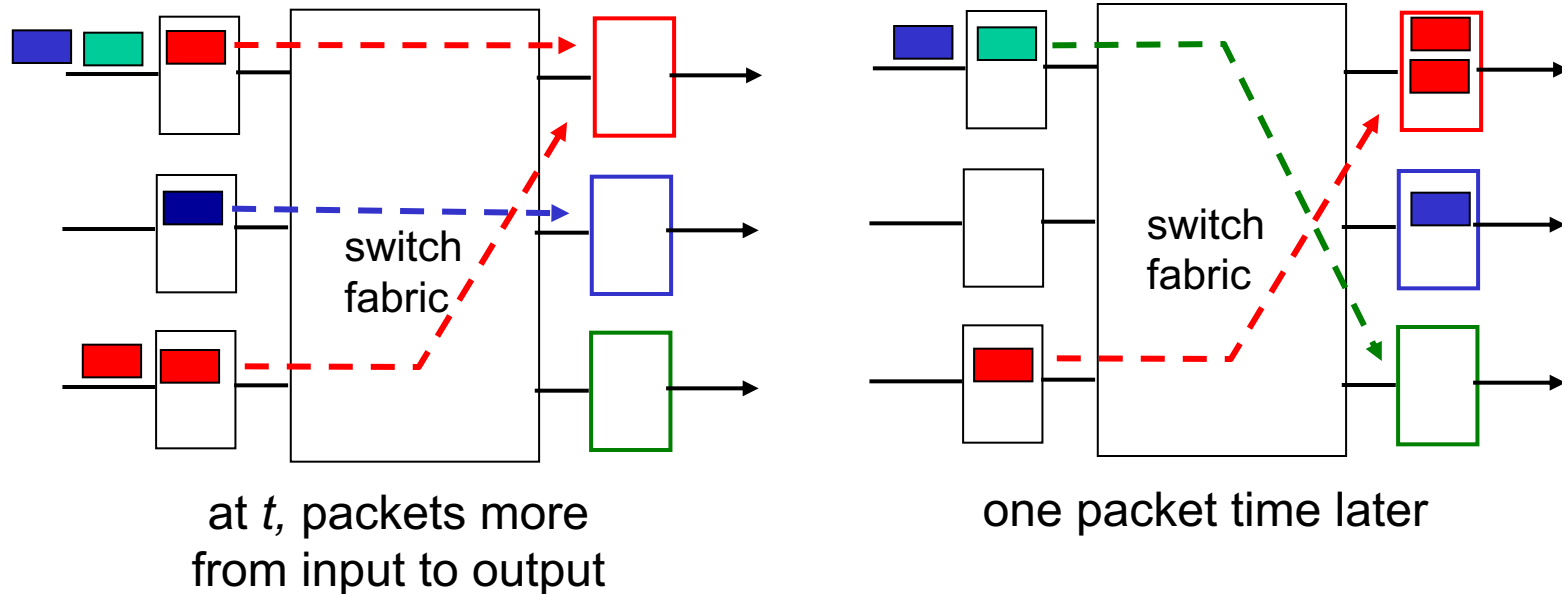 switch
fabric
at t, packets more
from input to output
switch
fabric
one packet time later